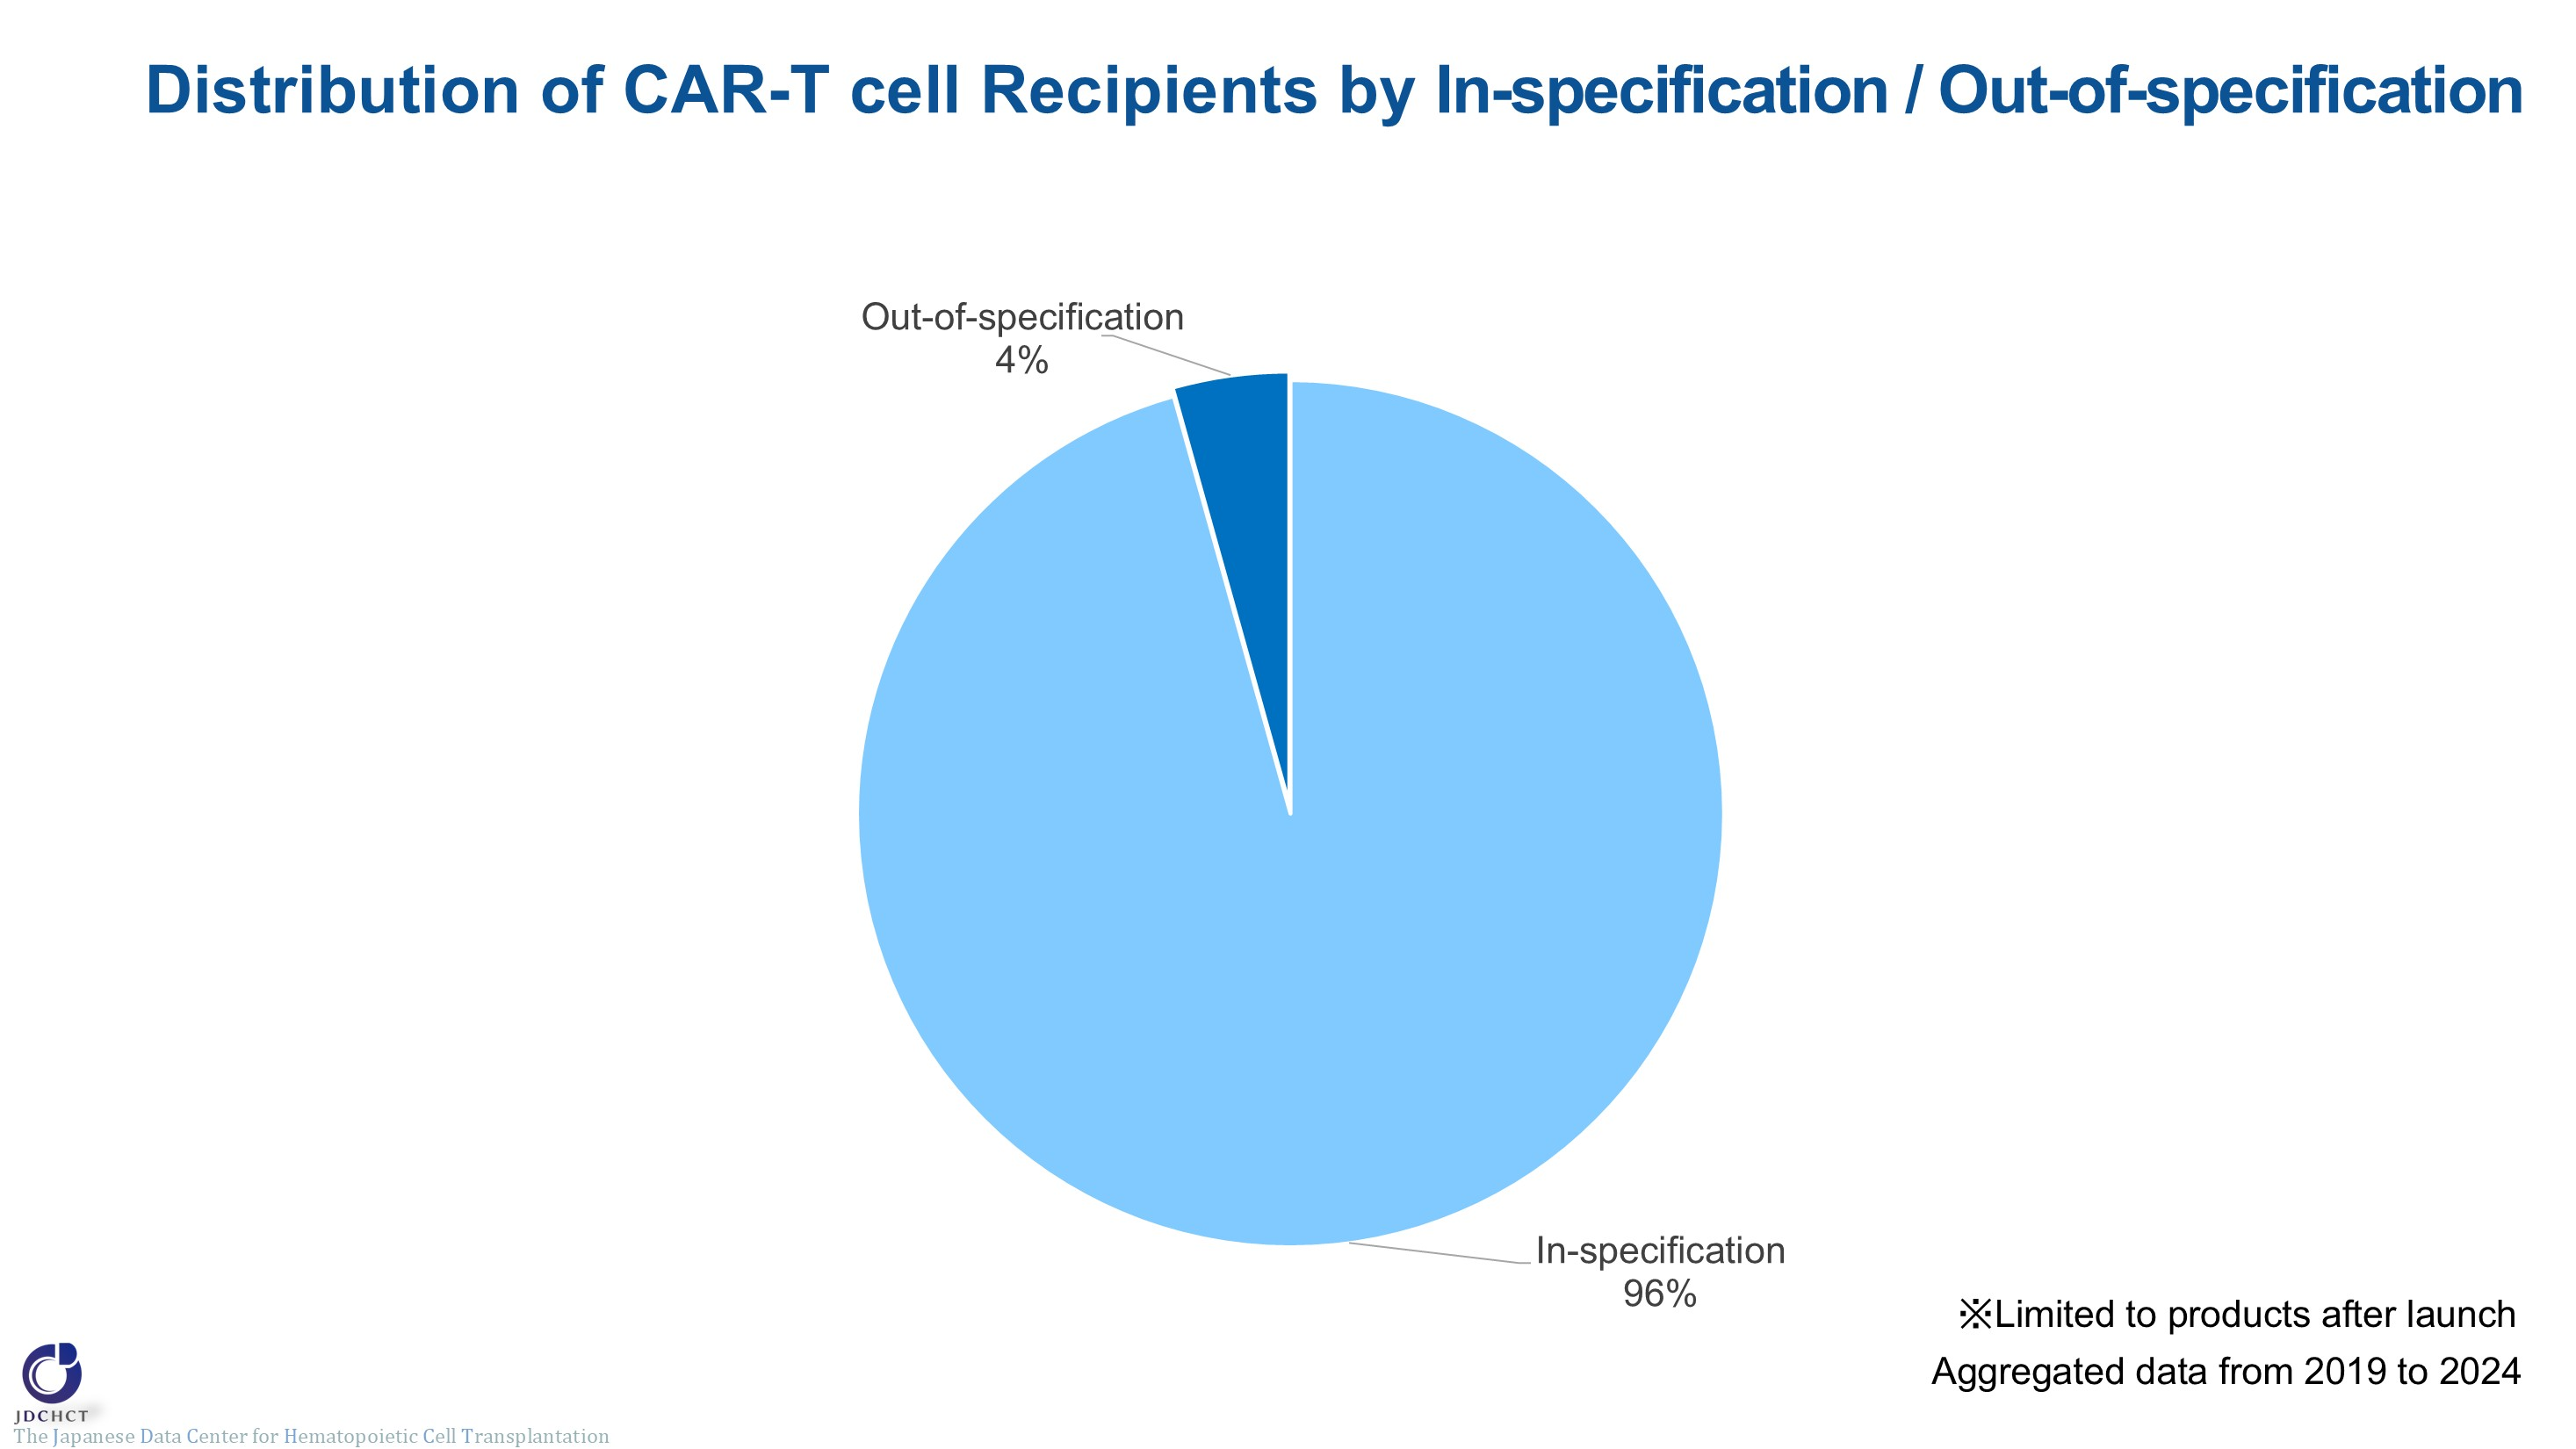 Distribution of CAR-T cell Recipients by In-specification / Out-of-specification
Out-of-specification
4%
In-specification
96%
※Limited to products after launch
Aggregated data from 2019 to 2024
JDCHCT
The Japanese Data Center for Hematopoietic Cell Transplantation